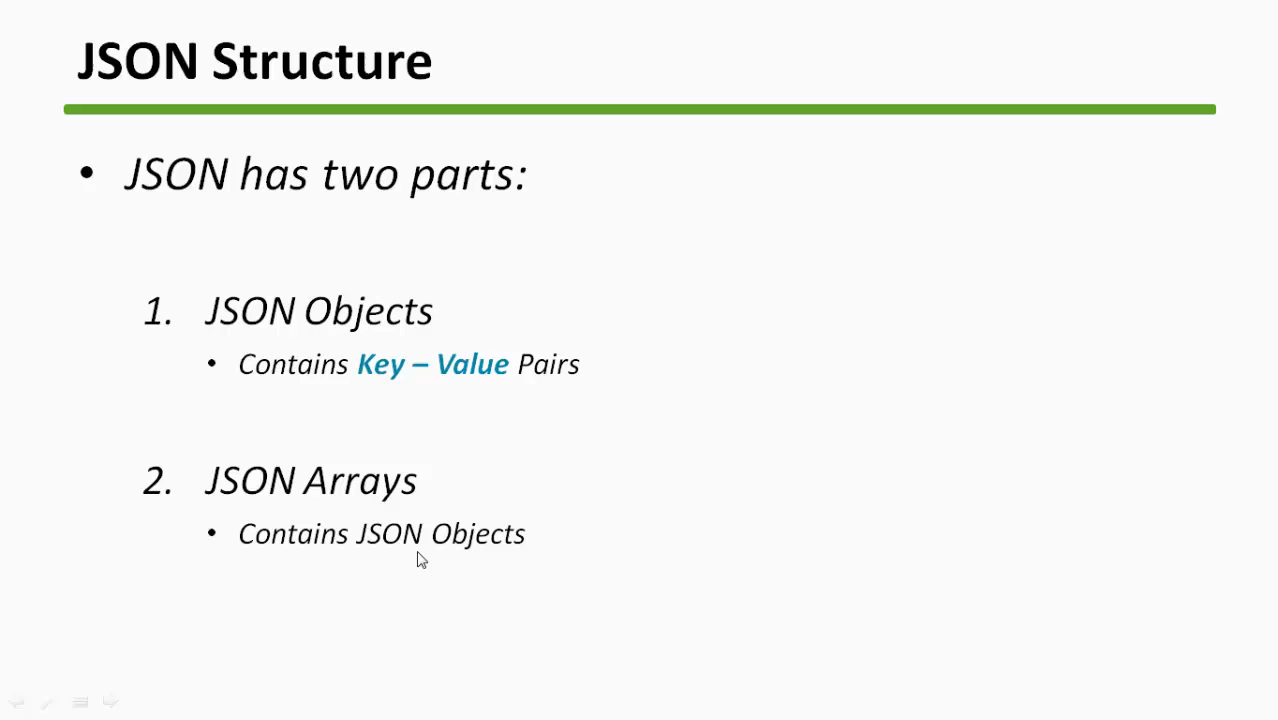 JSON Structure
• JSON has two parts:
1. JSON Objects
• Contains Key – Value Pairs
2. JSON Arrays
• Contains JSON Objects